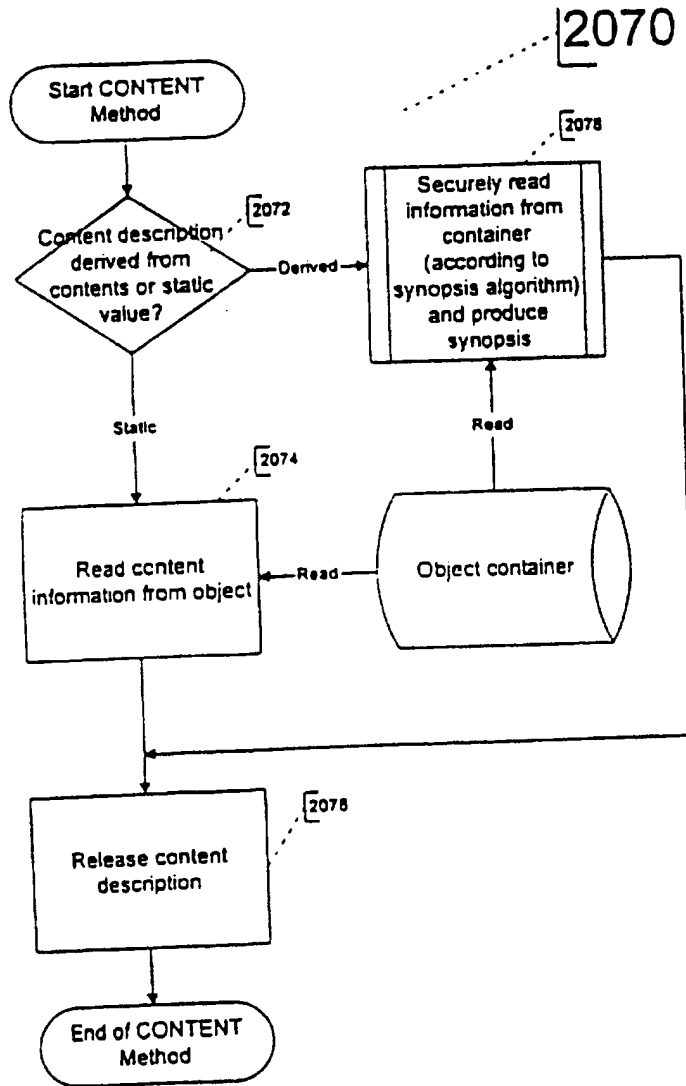 2070
Start CONTENT
Method
2078
Securely read
information from
container
(according to
synopsis algorithm)
and produce
synopsis
2072
Content description
derived from
contents or static
value?
Derived
Static
Read
2074
Read content
information from object
Read
Object container
2076
Release content
description
End of CONTENT
Method